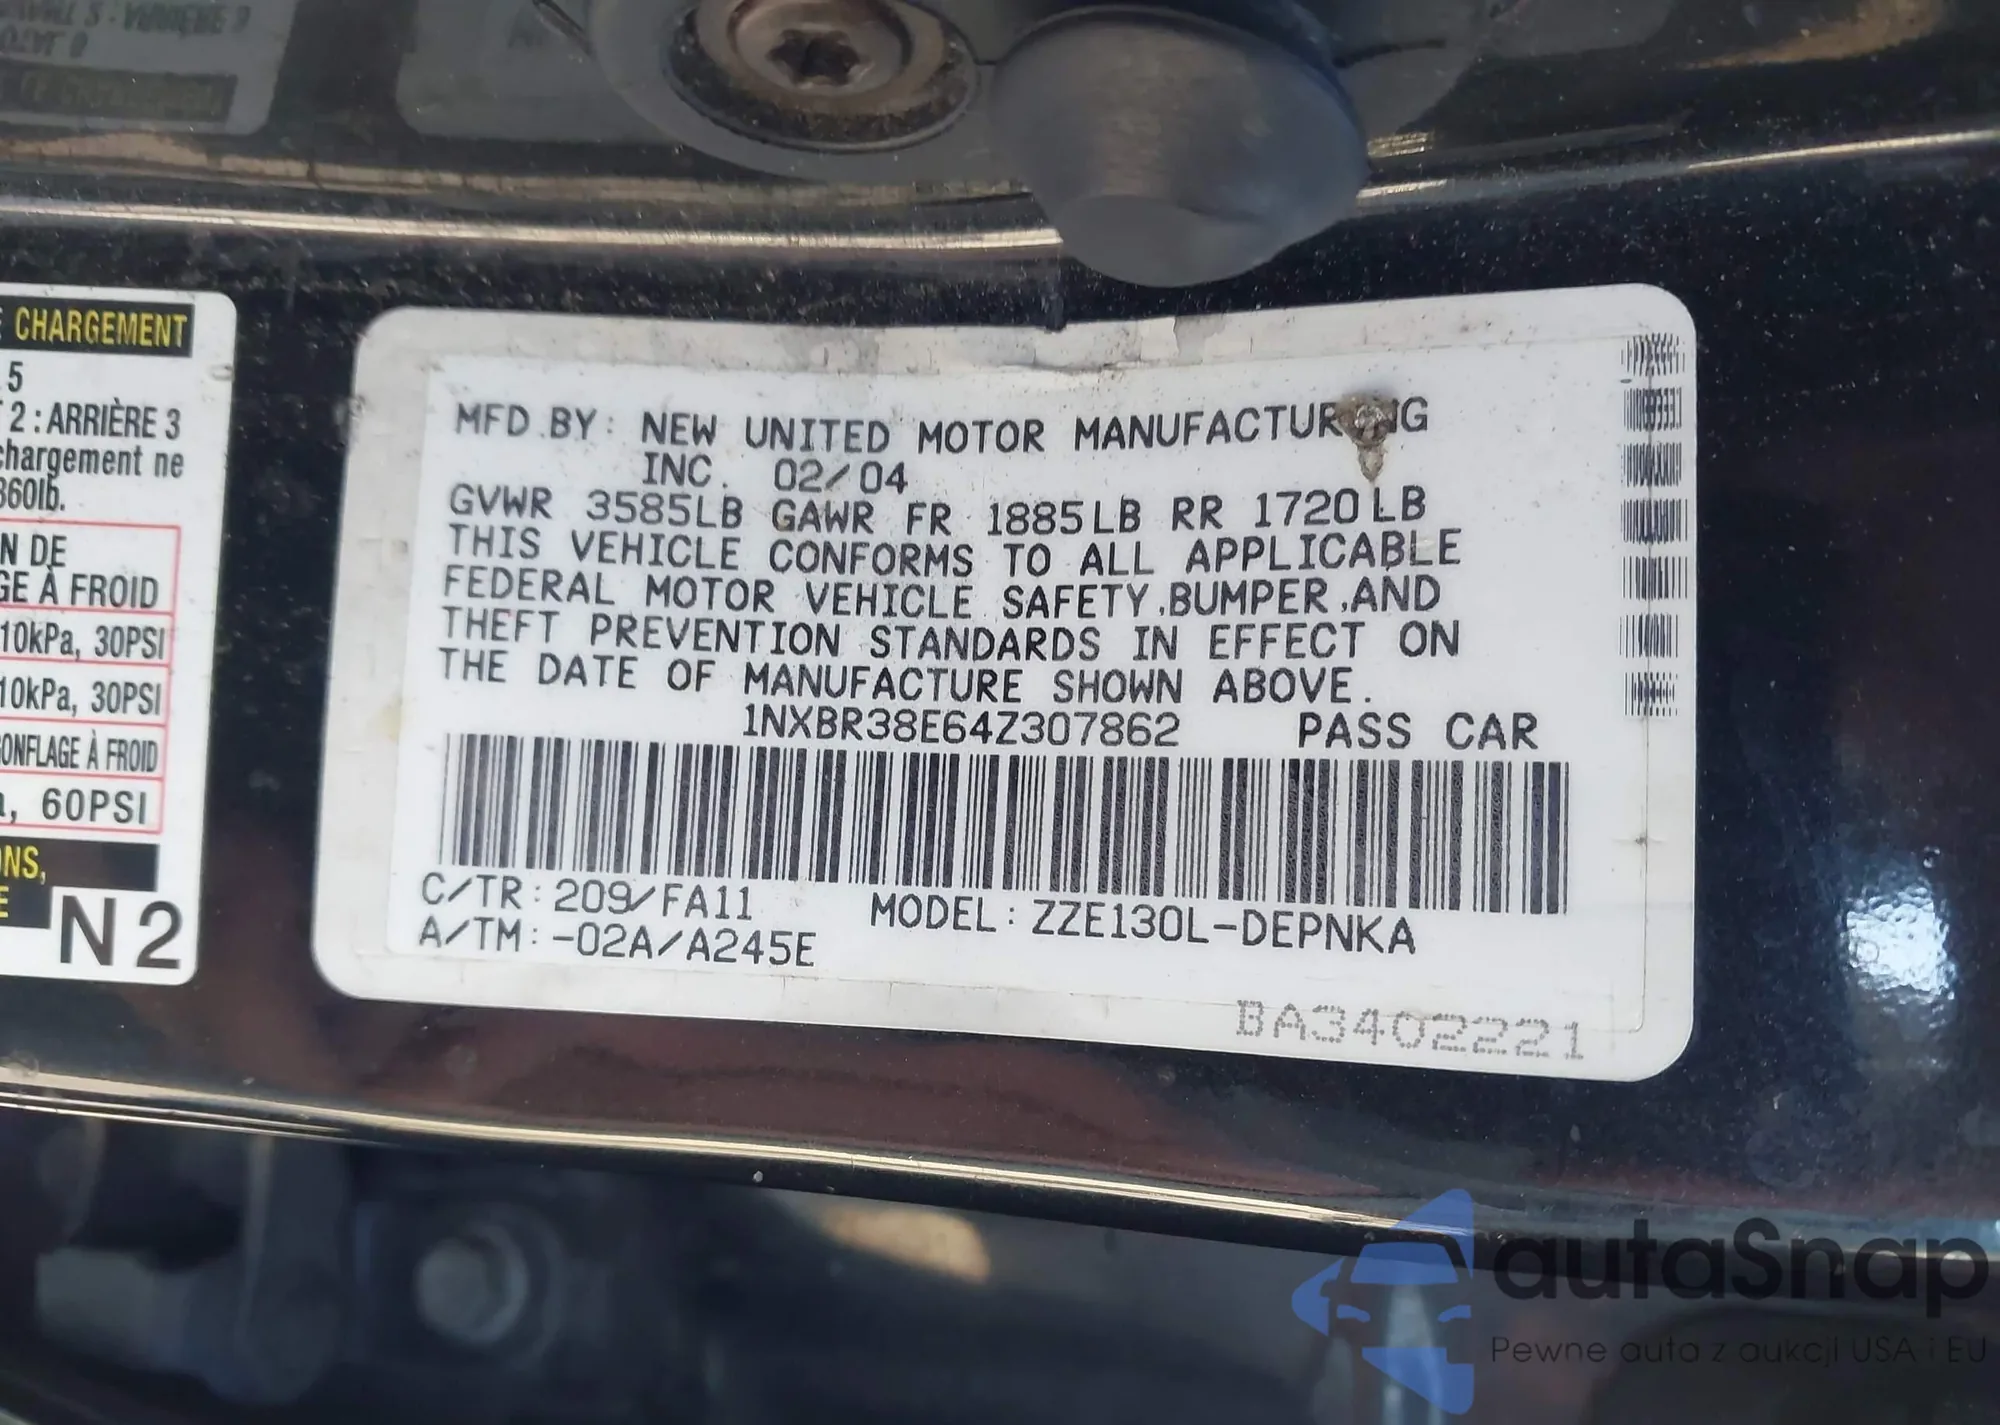 CHARGEMENT
5
2 : ARRIÈRE 3
chargement ne
360lb.
N DE
GE À FROID
10kPa, 30PSI
10kPa, 30PSI
ONFLAGE À FROID
, 60PSI
ONS,
E
N2
MFD.BY: NEW UNITED MOTOR MANUFACTURING
INC. 02/04
GVWR 3585LB GAWR FR 1885LB RR 1720LB
THIS VEHICLE CONFORMS TO ALL APPLICABLE
FEDERAL MOTOR VEHICLE SAFETY,BUMPER,AND
THEFT PREVENTION STANDARDS IN EFFECT ON
THE DATE OF MANUFACTURE SHOWN ABOVE.
1NXBR38E64Z307862 PASS CAR
C/TR: 209/FA11 MODEL: ZZE130L-DEPNKA
A/TM: -02A/A245E
BA3402221
autaSnap
Pewne auta z aukcji USA i EU